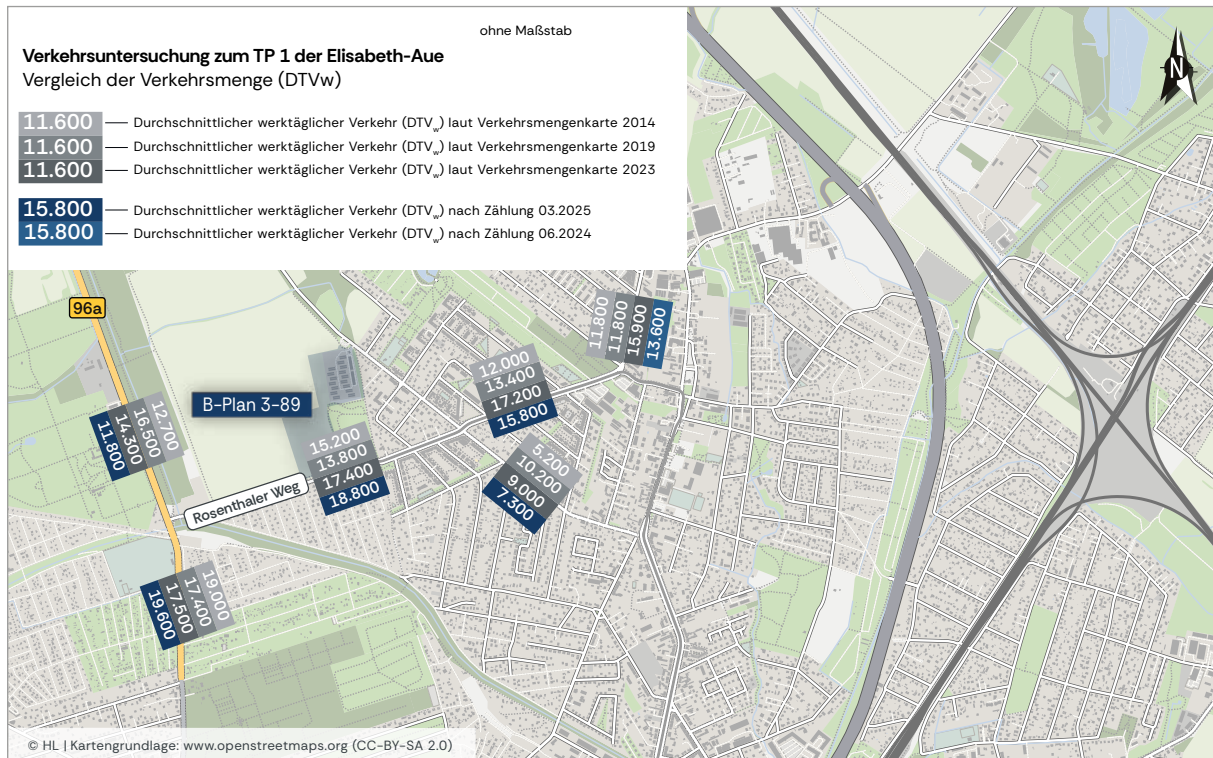 ohne Maßstab
Verkehrsuntersuchung zum TP 1 der Elisabeth-Aue
Vergleich der Verkehrsmenge (DTVw)
11.600 Durchschnittlicher werktäglicher Verkehr (DTVw) laut Verkehrsmengenkarte 2014
11.600 Durchschnittlicher werktäglicher Verkehr (DTVw) laut Verkehrsmengenkarte 2019
11.600 Durchschnittlicher werktäglicher Verkehr (DTVw) laut Verkehrsmengenkarte 2023
15.800 Durchschnittlicher werktäglicher Verkehr (DTVw) nach Zählung 03.2025
15.800 Durchschnittlicher werktäglicher Verkehr (DTVw) nach Zählung 06.2024
N
96a
11.800
11.800
15.900
13.600
12.000
13.400
17.200
15.800
B-Plan 3-89
11.800
14.300
16.500
12.700
15.200
13.800
17.400
18.800
5.200
10.200
9.000
7.300
Rosenthaler Weg
19.600
17.500
17.400
19.000
© HL | Kartengrundlage: www.openstreetmaps.org (CC-BY-SA 2.0)